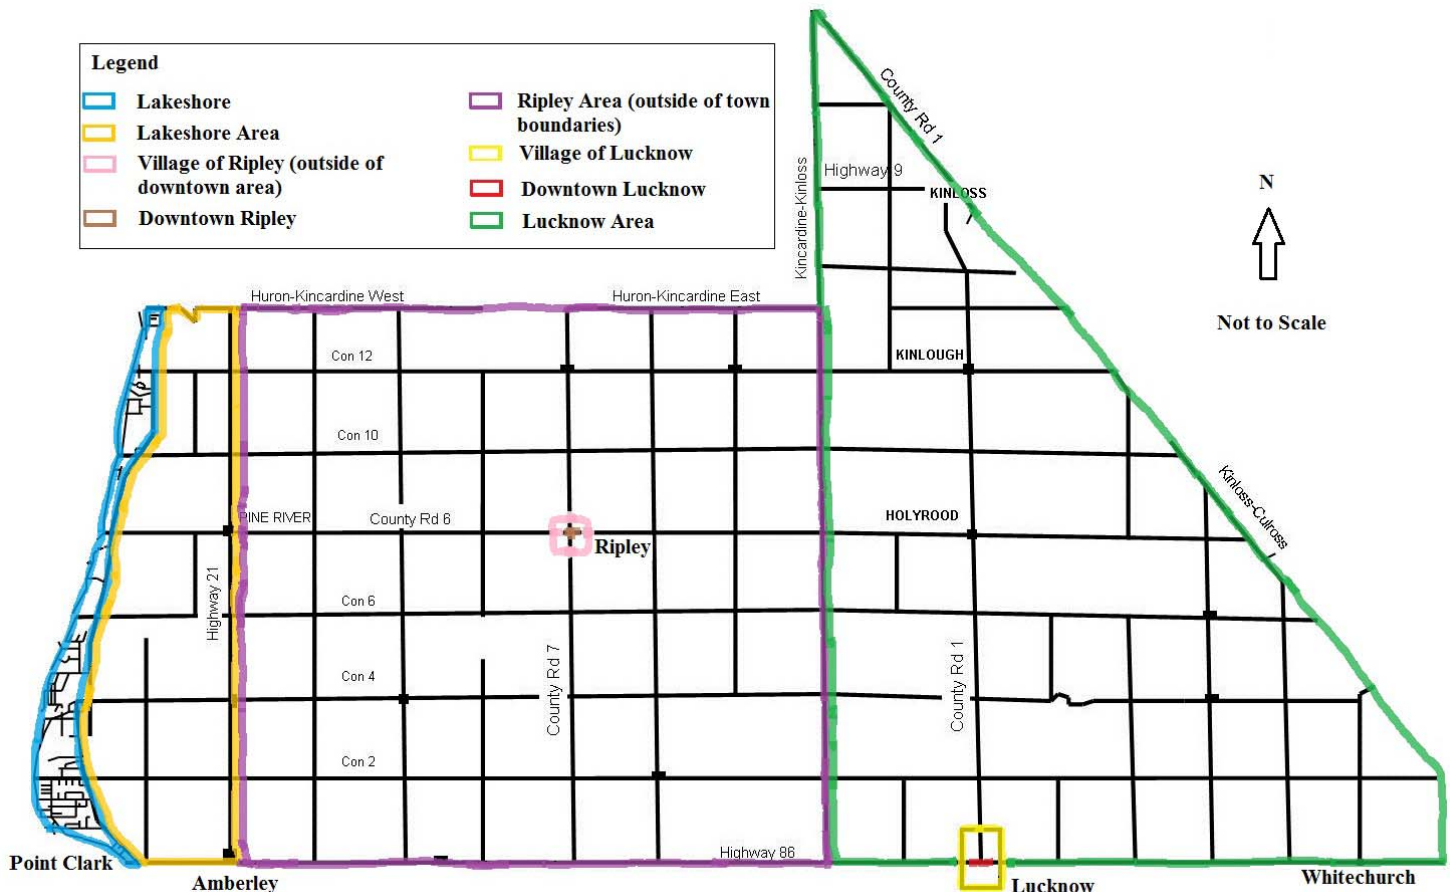 Legend
Lakeshore
Lakeshore Area
Village of Ripley (outside of
downtown area)
Downtown Ripley
Ripley Area (outside of town
boundaries)
Village of Lucknow
Downtown Lucknow
Lucknow Area
County Rd 1
Highway 9
KINLOSS
Kincardine-Kinloss
N
Not to Scale
Huron-Kincardine West
Huron-Kincardine East
Con 12
KINLOUGH
Con 10
Kinloss-Culross
PINE RIVER
County Rd 6
HOLYROOD
Ripley
Highway 21
Con 6
Con 4
County Rd 7
County Rd 1
Con 2
Highway 86
Point Clark
Amberley
Lucknow
Whitechurch